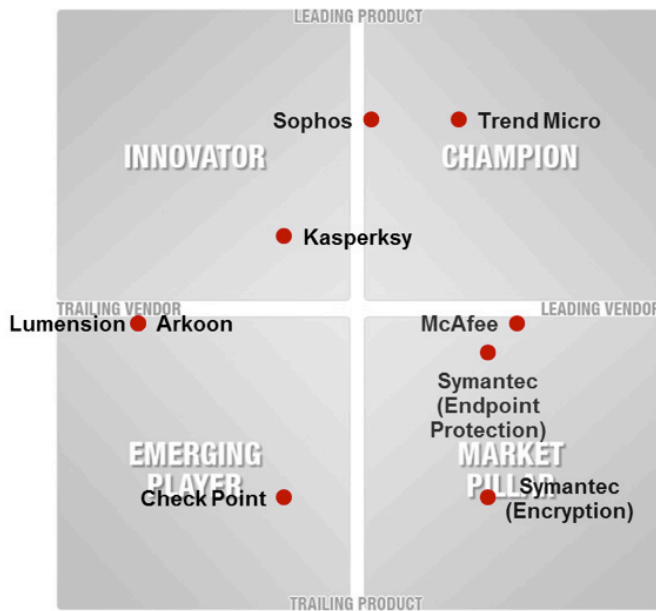 LEADING PRODUCT
Sophos
Trend Micro
INNOVATOR
CHAMPION
Kasperksy
TRAILING VENDOR
LEADING VENDOR
Lumension
Arkoon
McAfee
Symantec
(Endpoint
Protection)
EMERGING
PLAYER
MARKET
PILLAR
Check Point
Symantec
(Encryption)
TRAILING PRODUCT